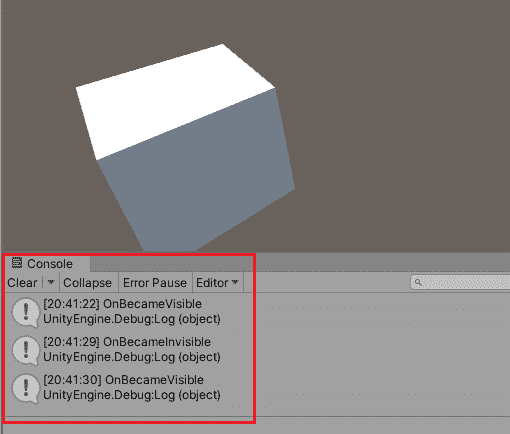 Console
Clear Collapse Error Pause Editor
[20:41:22] OnBecameVisible
UnityEngine.Debug:Log (object)
[20:41:29] OnBecameInvisible
UnityEngine.Debug:Log (object)
[20:41:30] OnBecameVisible
UnityEngine.Debug:Log (object)